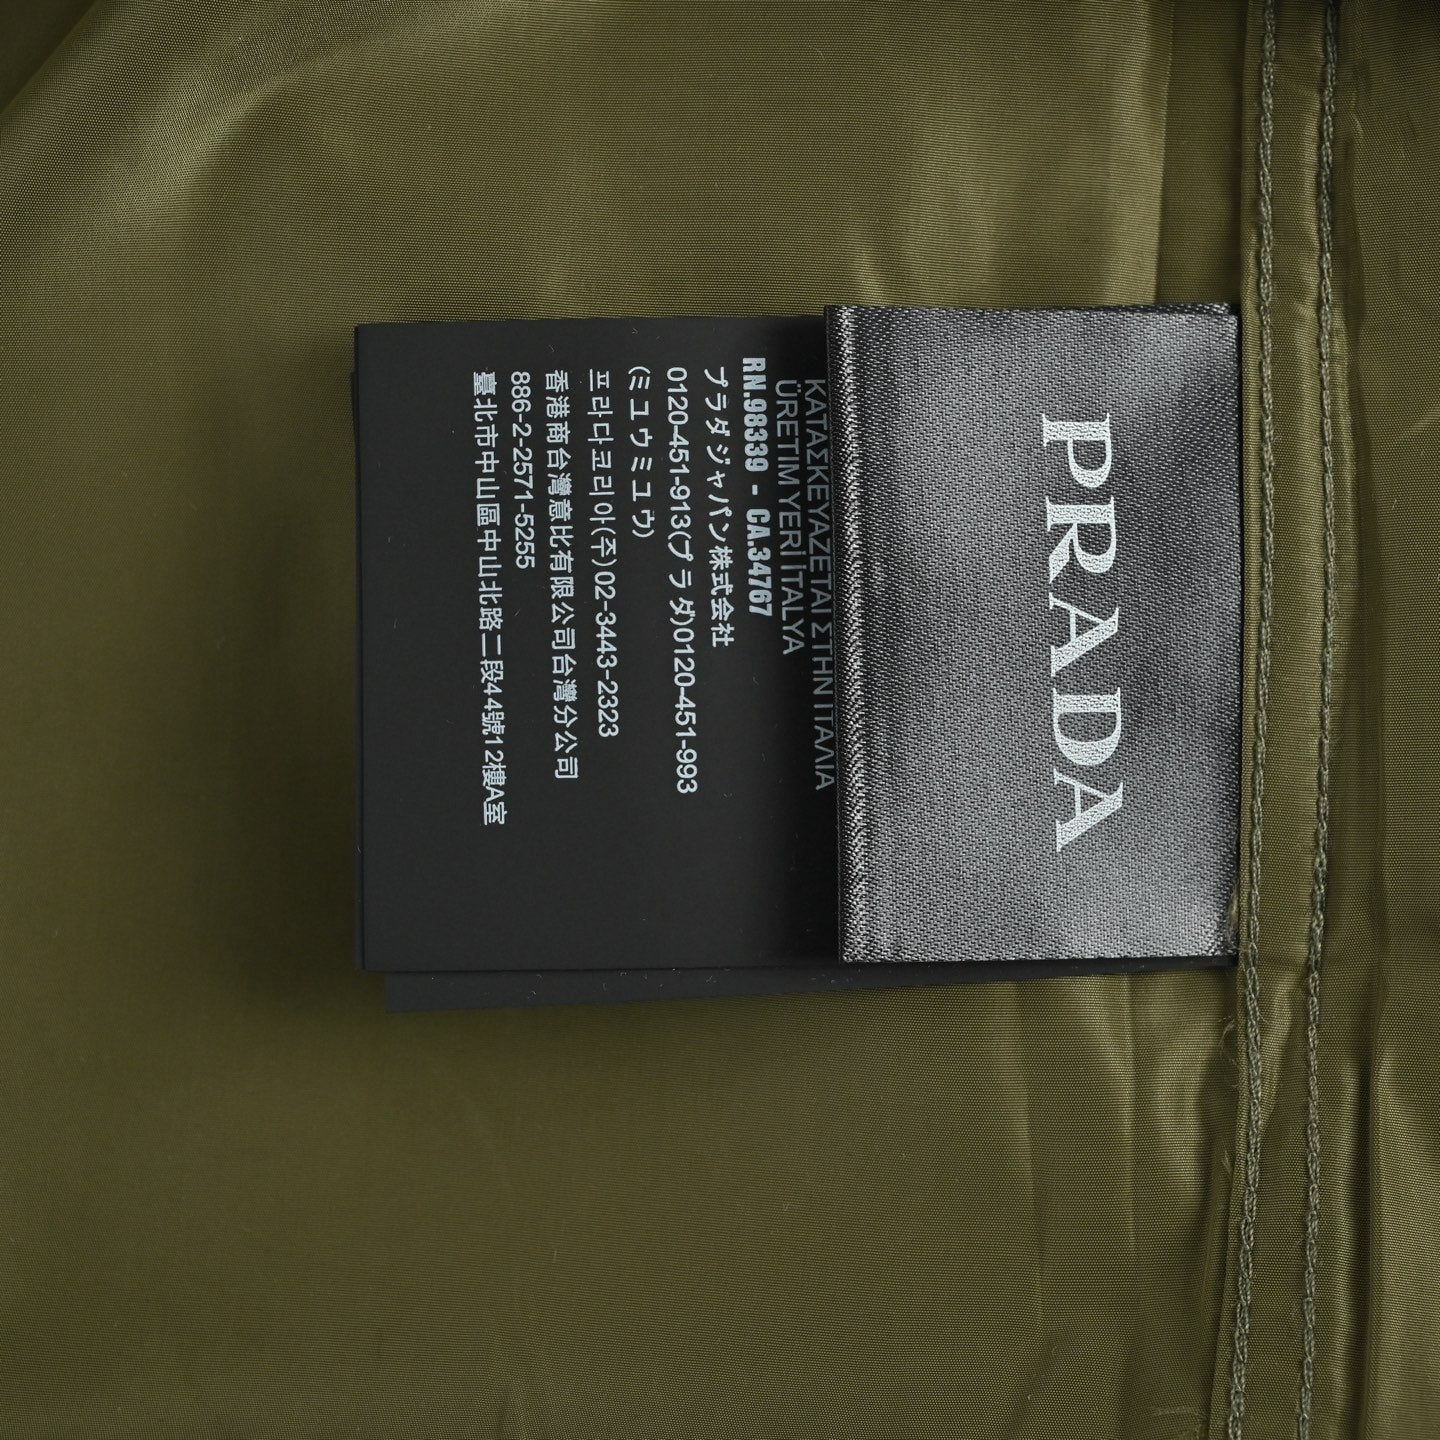 PRADA
ΚΑΤΑΣΚΕΥΑΖΕΤΑΙ ΣΤΗΝ ΙΤΑΛΙΑ
ÜRETIM YERİ İTALYA
RN.98339 - CA.34767
プラダジャパン株式会社
0120-451-913(プラダ)0120-451-993
(ミユウミユウ)
프라다코리아(주)02-3443-2323
香港商台灣意比有限公司台灣分公司
886-2-2571-5255
臺北市中山區中山北路二段44號12樓A室